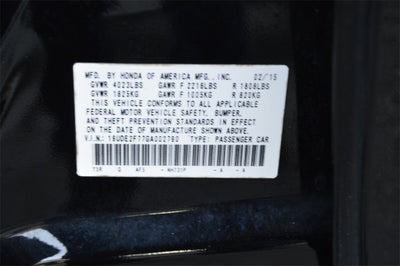 MFD. BY HONDA OF AMERICA MFG., INC. 02/15
GVWR 4023LBS GAWR F 2216LBS R 1808LBS
GVWR 1825KG GAWR F 1005KG R 820KG
THIS VEHICLE CONFORMS TO ALL APPLICABLE
FEDERAL MOTOR VEHICLE SAFETY, BUMPER,
AND THEFT PREVENTION STANDARDS IN EFFECT
ON THE DATE OF MANUFACTURE SHOWN ABOVE.
V.I.N: 19UDE2F77GA002780 TYPE: PASSENGER CAR
NH731P -A -A